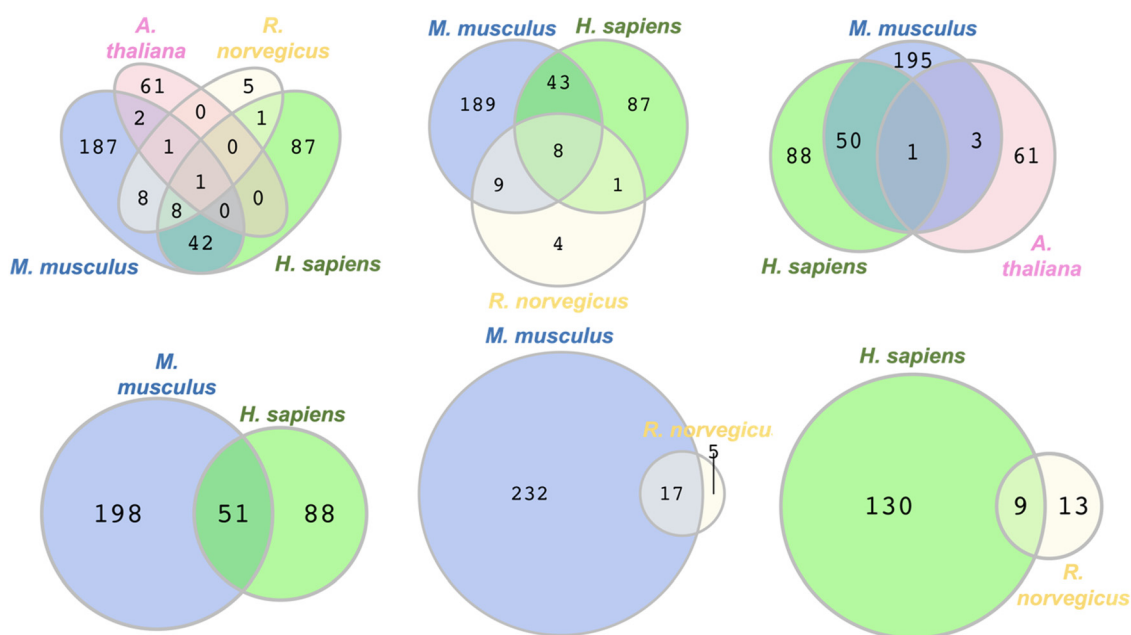 A.
thaliana
R.
norvegicus
61
5
2
0
1
187
1
0
87
1
8
8
0
0
42
M. musculus
H. sapiens
M. musculus
H. sapiens
43
189
87
8
9
1
4
R. norvegicus
M. musculus
195
88
50
1
3
61
H. sapiens
A.
thaliana
M.
musculus
H. sapiens
198
51
88
M. musculus
R. norvegicu
5
232
17
H. sapiens
130
9
13
R.
norvegicus